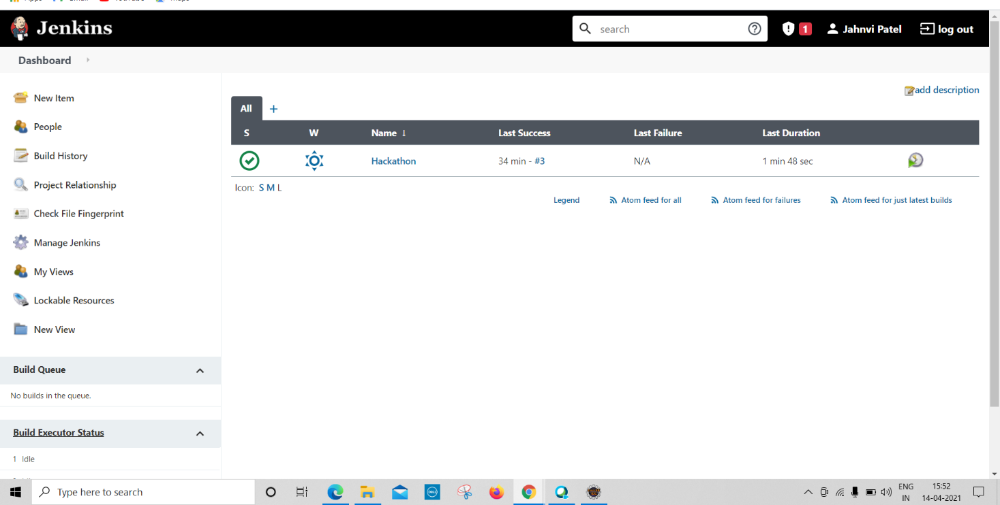 Jenkins
search
1
Jahnvi Patel
log out
Dashboard
New Item
People
Build History
Project Relationship
Check File Fingerprint
Manage Jenkins
My Views
Lockable Resources
New View
Build Queue
No builds in the queue.
Build Executor Status
1 Idle
add description
All +
S W Name ↓ Last Success Last Failure Last Duration
Hackathon 34 min - #3 N/A 1 min 48 sec
Icon: S M L
Legend Atom feed for all Atom feed for failures Atom feed for just latest builds
Type here to search
DELL
ENG
IN
15:52
14-04-2021